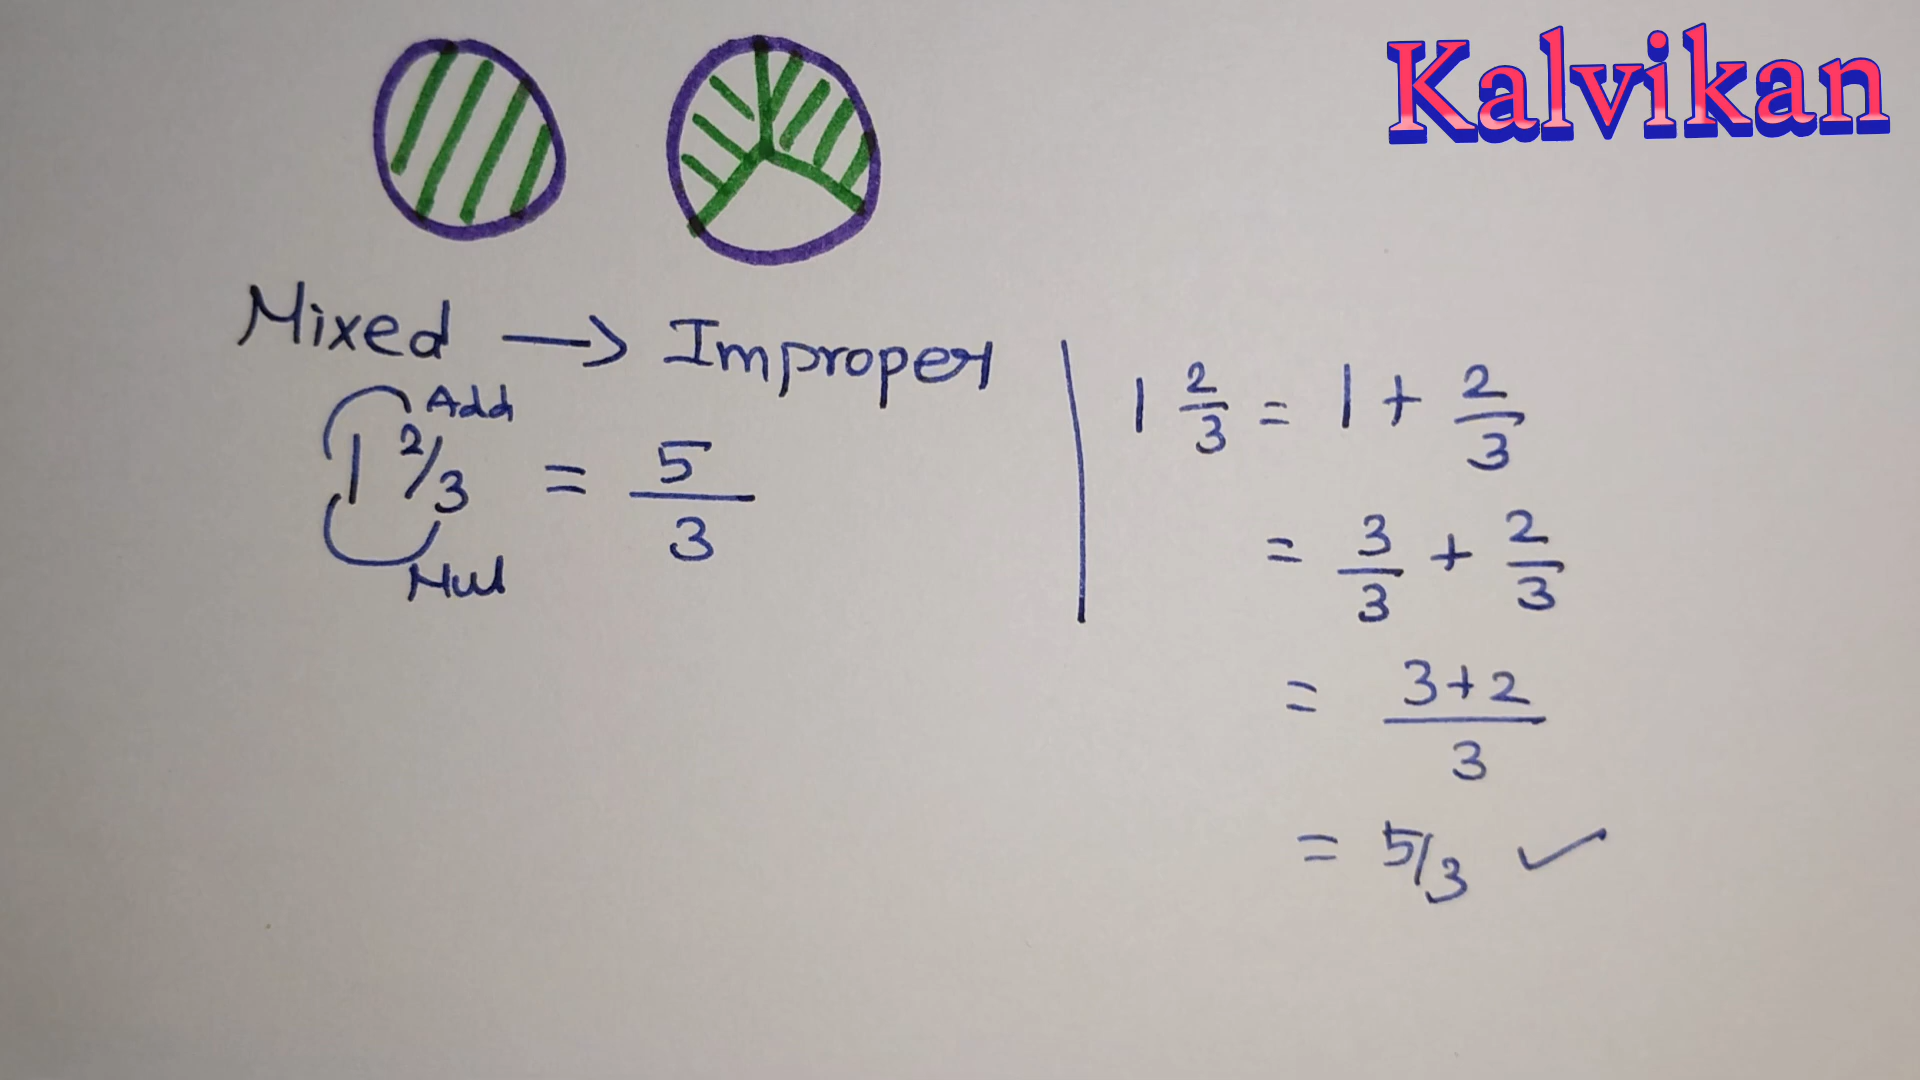 Kalvikan
Mixed → Improper
Add
1 2/3 = 5/3
Mul
1 2/3 = 1 + 2/3
= 3/3 + 2/3
= 3+2/3
= 5/3 ✓